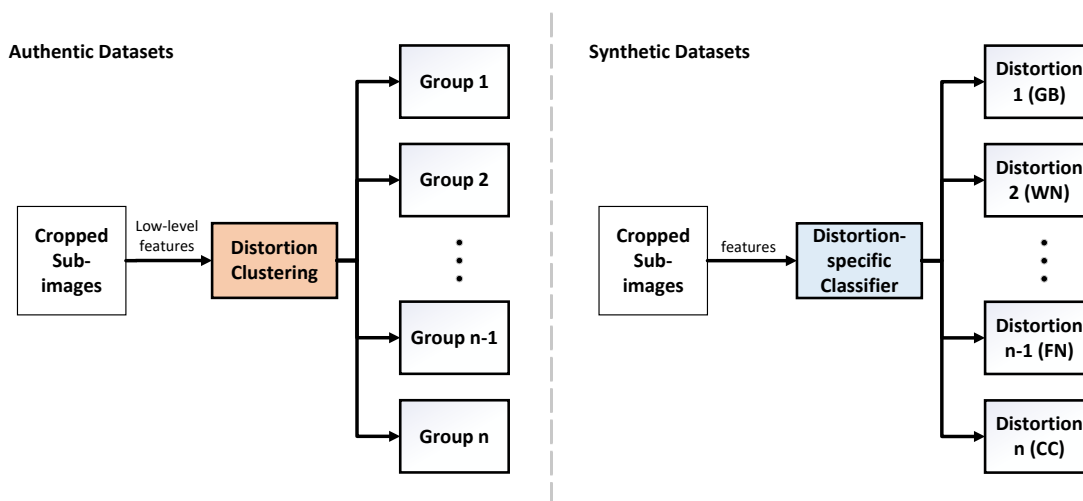 Authentic Datasets
Group 1
Group 2
Low-level
features
Cropped
Sub-
images
Distortion
Clustering
Group n-1
Group n
Synthetic Datasets
Distortion
1 (GB)
Distortion
2 (WN)
features
Cropped
Sub-
images
Distortion-
specific
Classifier
Distortion
n-1 (FN)
Distortion
n (CC)